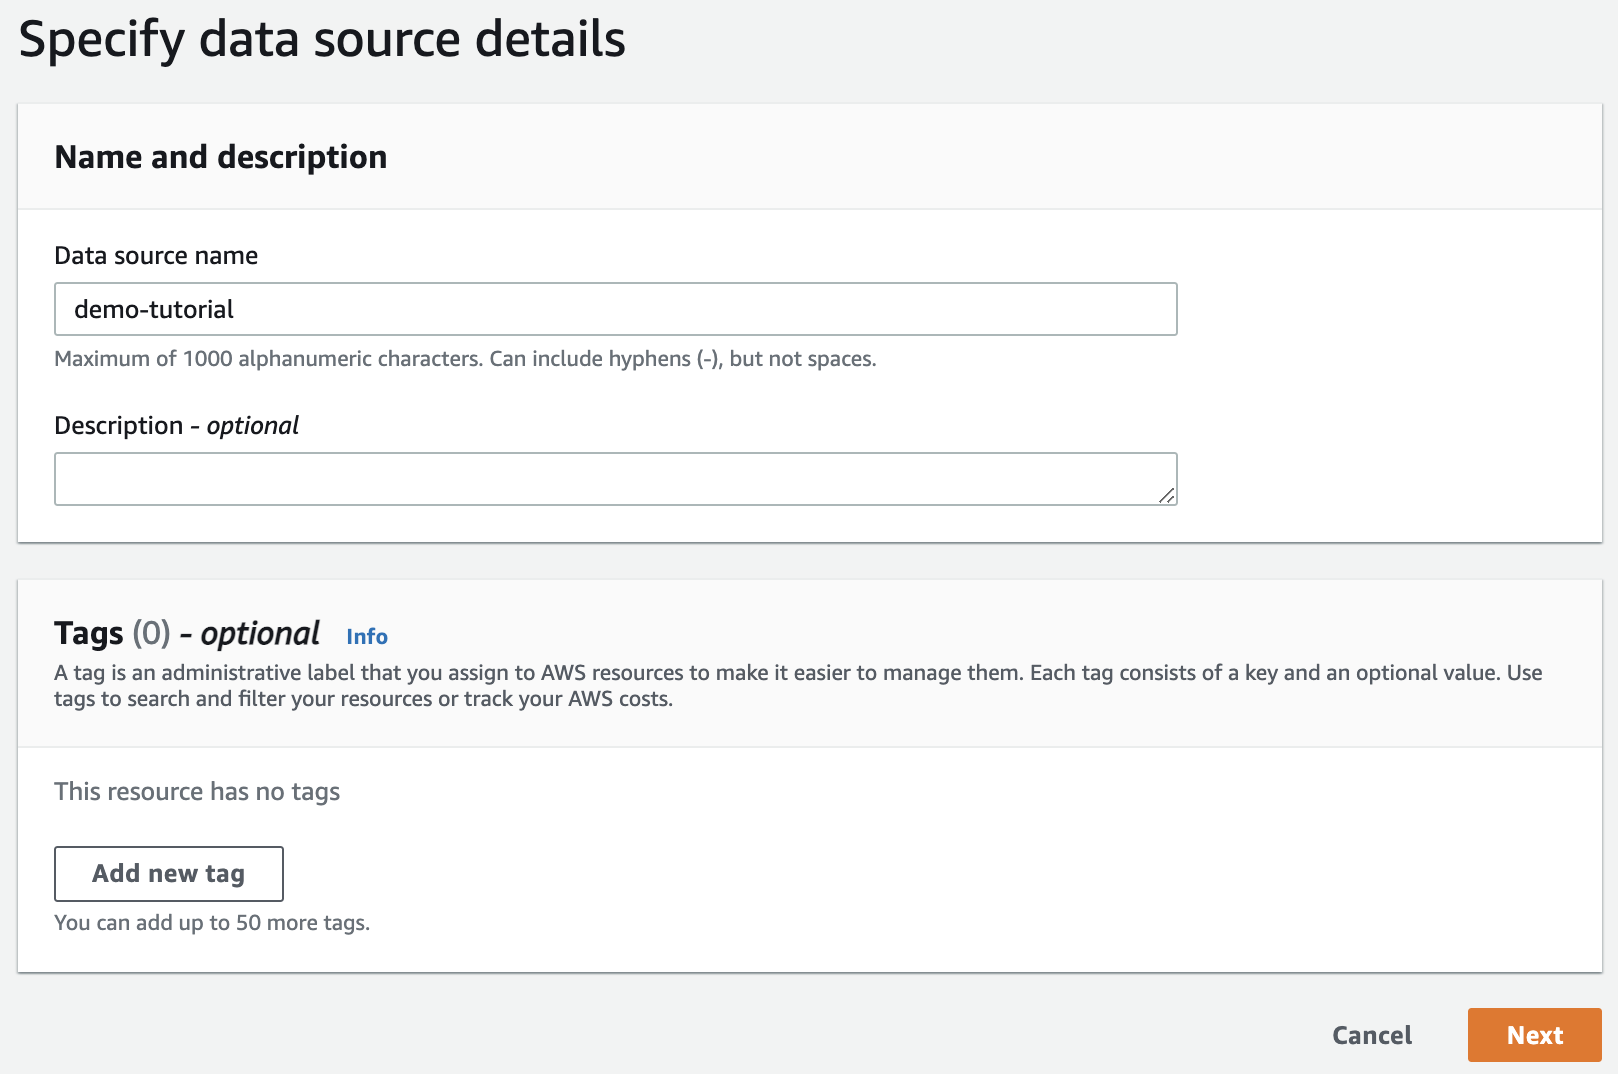 Specify data source details
Name and description
Data source name
demo-tutorial
Maximum of 1000 alphanumeric characters. Can include hyphens (-), but not spaces.
Description - optional
Tags (0) - optional Info
A tag is an administrative label that you assign to AWS resources to make it easier to manage them. Each tag consists of a key and an optional value. Use
tags to search and filter your resources or track your AWS costs.
This resource has no tags
Add new tag
You can add up to 50 more tags.
Cancel Next